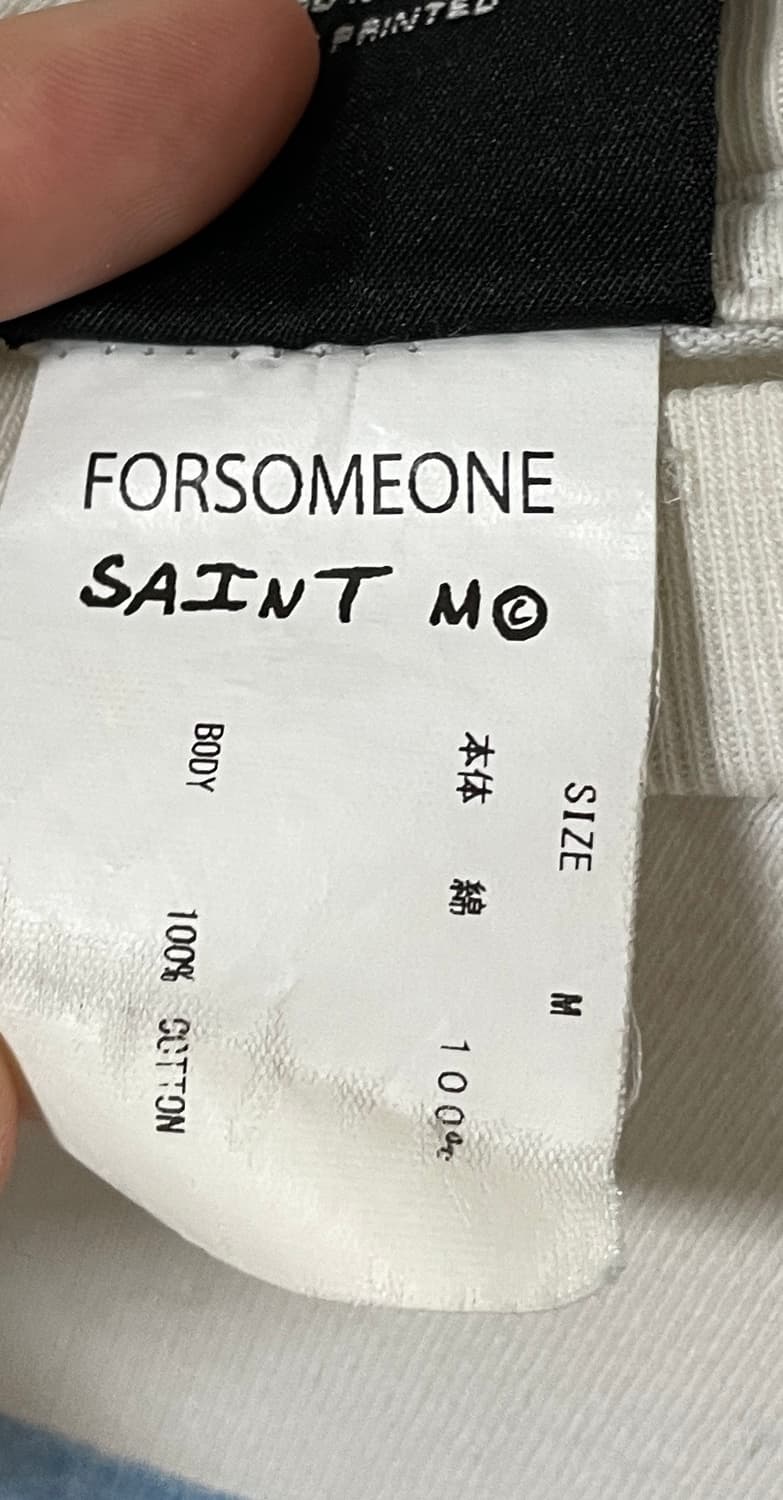 PRINTED
FORSOMEONE
SAINT M©
SIZE M
本体 綿 100%
BODY 100% COTTON